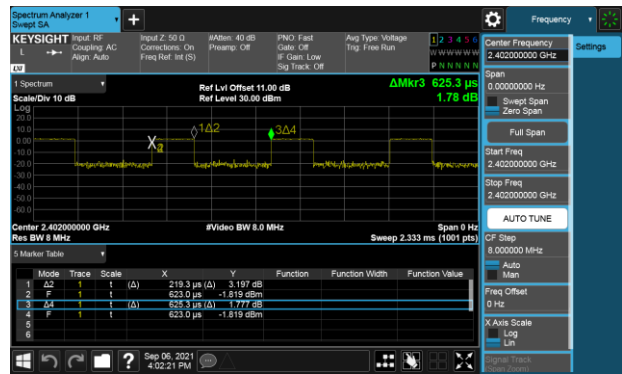 Spectrum Analyzer 1
Swept SA
+
Frequency
KEYSIGHT Input: RF Input Z: 50 Ω #Atten: 40 dB PNO: Fast Avg Type: Voltage 1 2 3 4 5 6
L Coupling: AC Corrections: On Preamp: Off Gate: Off Trig: Free Run W W W W W W
Align: Auto Freq Ref: Int (S) IF Gain: Low P N N N N N
LXI Sig Track: Off
1 Spectrum
Ref Lvl Offset 11.00 dB ΔMkr3 625.3 µs
Scale/Div 10 dB Ref Level 30.00 dBm 1.78 dB
Log
20.0
10.0
0.00
-10.0
-20.0
-30.0
-40.0
-50.0
-60.0
1Δ2
3Δ4
X
Center 2.402000000 GHz #Video BW 8.0 MHz Span 0 Hz
Res BW 8 MHz Sweep 2.333 ms (1001 pts)
5 Marker Table
Mode Trace Scale X Y Function Function Width Function Value
1 Δ2 1 t (Δ) 219.3 µs (Δ) 3.197 dB
2 F 1 t 623.0 µs -1.819 dBm
3 Δ4 1 t (Δ) 625.3 µs (Δ) 1.777 dB
4 F 1 t 623.0 µs -1.819 dBm
5
6
? Sep 06, 2021
4:02:21 PM
Center Frequency
2.402000000 GHz
Settings
Span
0.00000000 Hz
Swept Span
Zero Span
Full Span
Start Freq
2.402000000 GHz
Stop Freq
2.402000000 GHz
AUTO TUNE
CF Step
8.000000 MHz
Auto
Man
Freq Offset
0 Hz
X Axis Scale
Log
Lin
Signal Track
(Span Zoom)